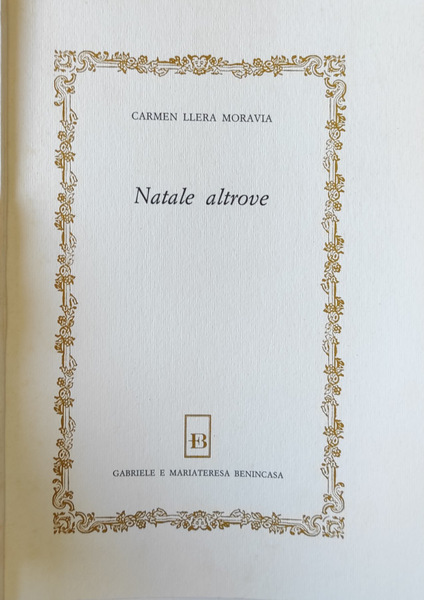 CARMEN LLERA MORAVIA
Natale altrove
B
GABRIELE E MARIATERESA BENINCASA